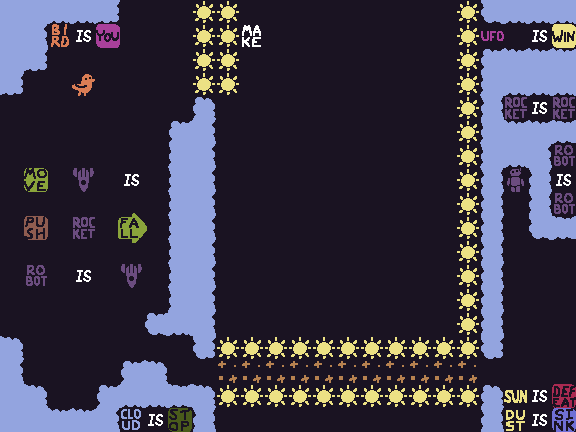 BIRD IS YOU
MAKE
UFO IS WIN
ROCKET IS ROCKET
ROBOT
IS
ROBOT
MOVE IS
PUSH ROCKET FALL
ROBOT IS
CLOUD IS STOP
SUN IS DEFEAT
DUST IS SINK